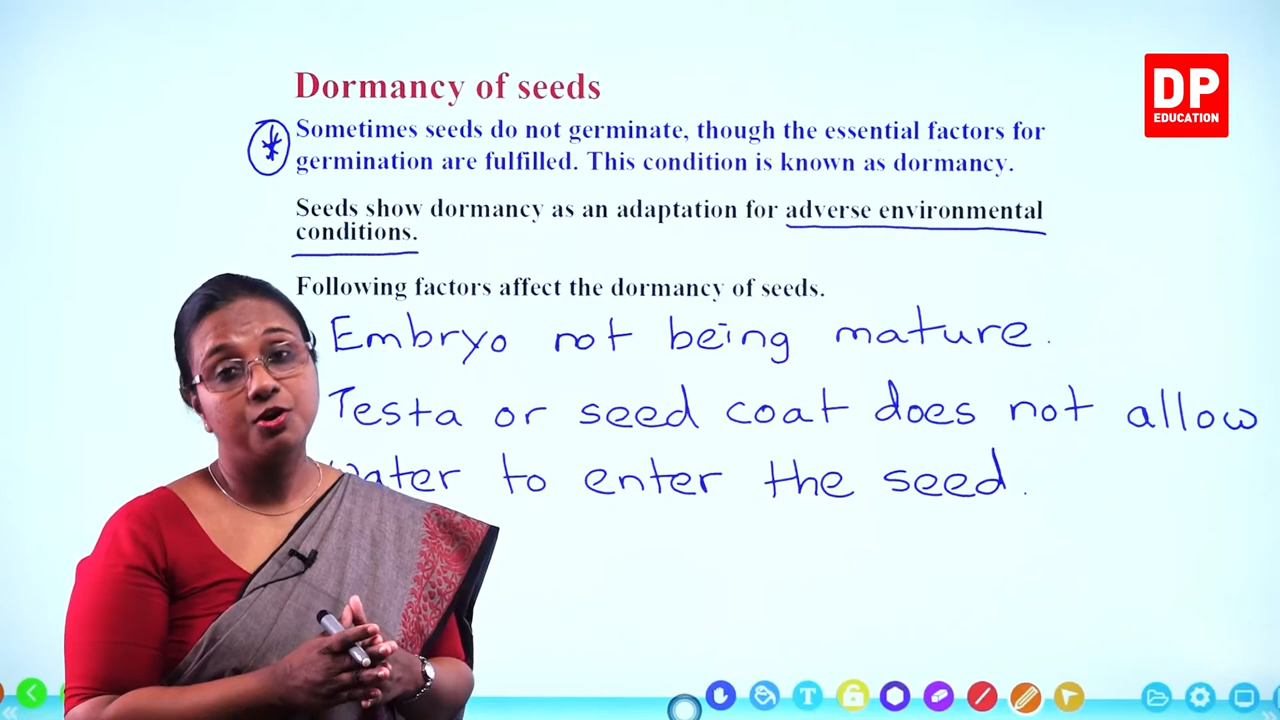 Dormancy of seeds
DP
EDUCATION
Sometimes seeds do not germinate, though the essential factors for
germination are fulfilled. This condition is known as dormancy.
Seeds show dormancy as an adaptation for adverse environmental
conditions.
Following factors affect the dormancy of seeds.
Embryo not being mature.
Testa or seed coat does not allow
water to enter the seed.